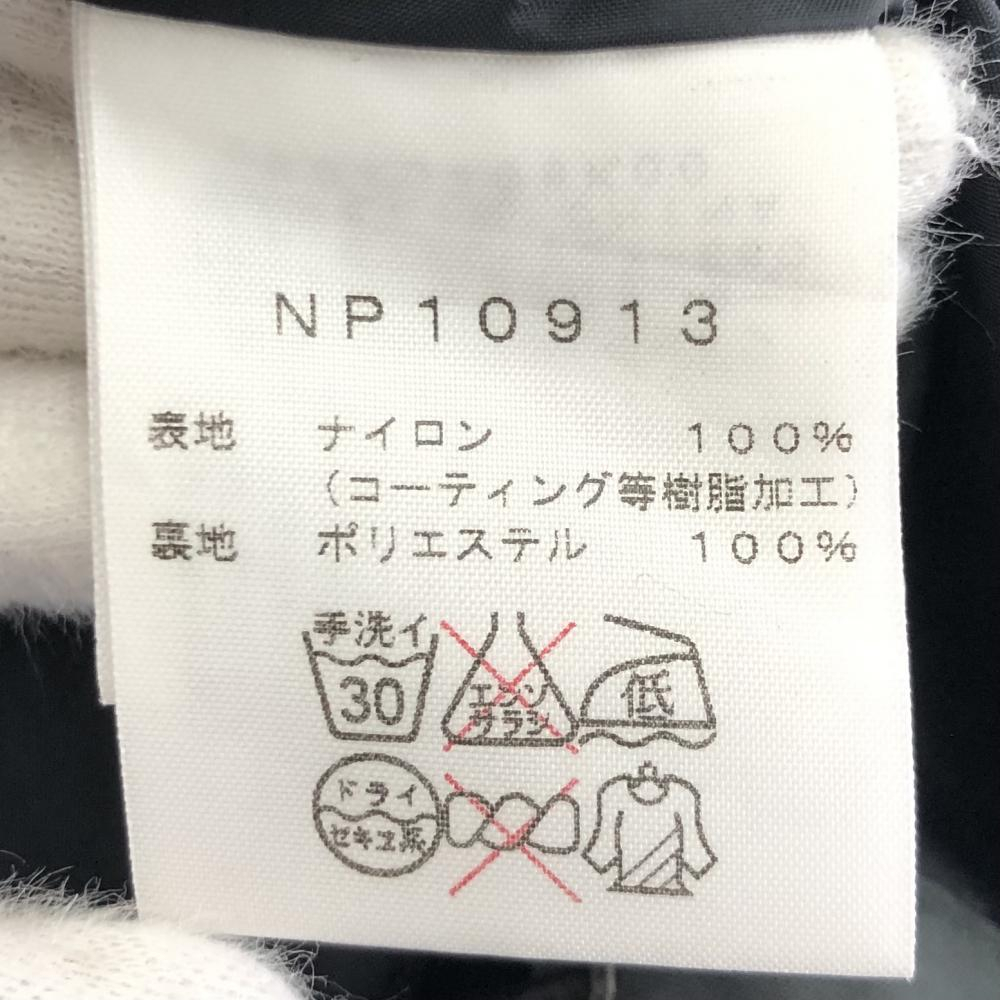 NP10913
表地 ナイロン 100%
(コーティング等樹脂加工)
裏地 ポリエステル 100%
手洗イ
30
エンソ
サラシ
低
ドライ
セキユ系